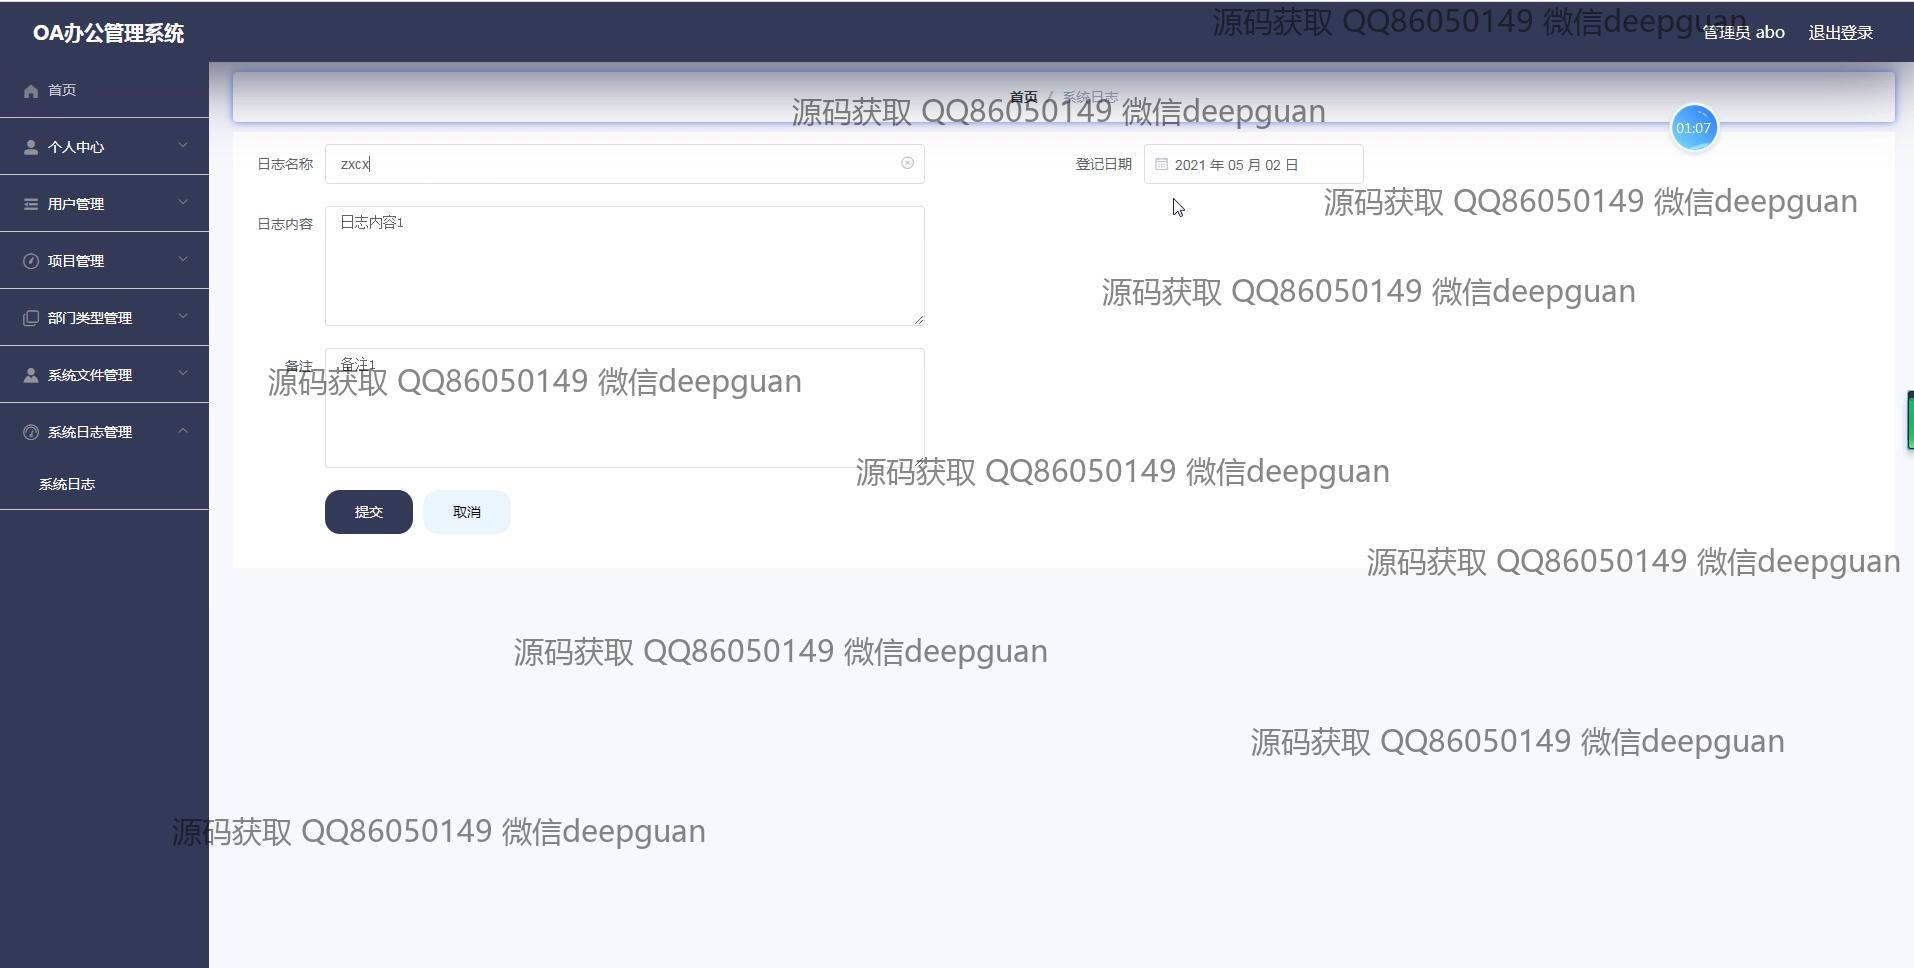 OA办公管理系统
源码获取 QQ86050149 微信deepguan
管理员 abo
退出登录
首页
首页 / 系统日志
源码获取 QQ86050149 微信deepguan
01:07
个人中心
日志名称
zxcx
登记日期
2021 年 05 月 02 日
用户管理
源码获取 QQ86050149 微信deepguan
日志内容
日志内容1
项目管理
源码获取 QQ86050149 微信deepguan
部门类型管理
备注
备注1
系统文件管理
源码获取 QQ86050149 微信deepguan
系统日志管理
源码获取 QQ86050149 微信deepguan
系统日志
提交
取消
源码获取 QQ86050149 微信deepguan
源码获取 QQ86050149 微信deepguan
源码获取 QQ86050149 微信deepguan
源码获取 QQ86050149 微信deepguan